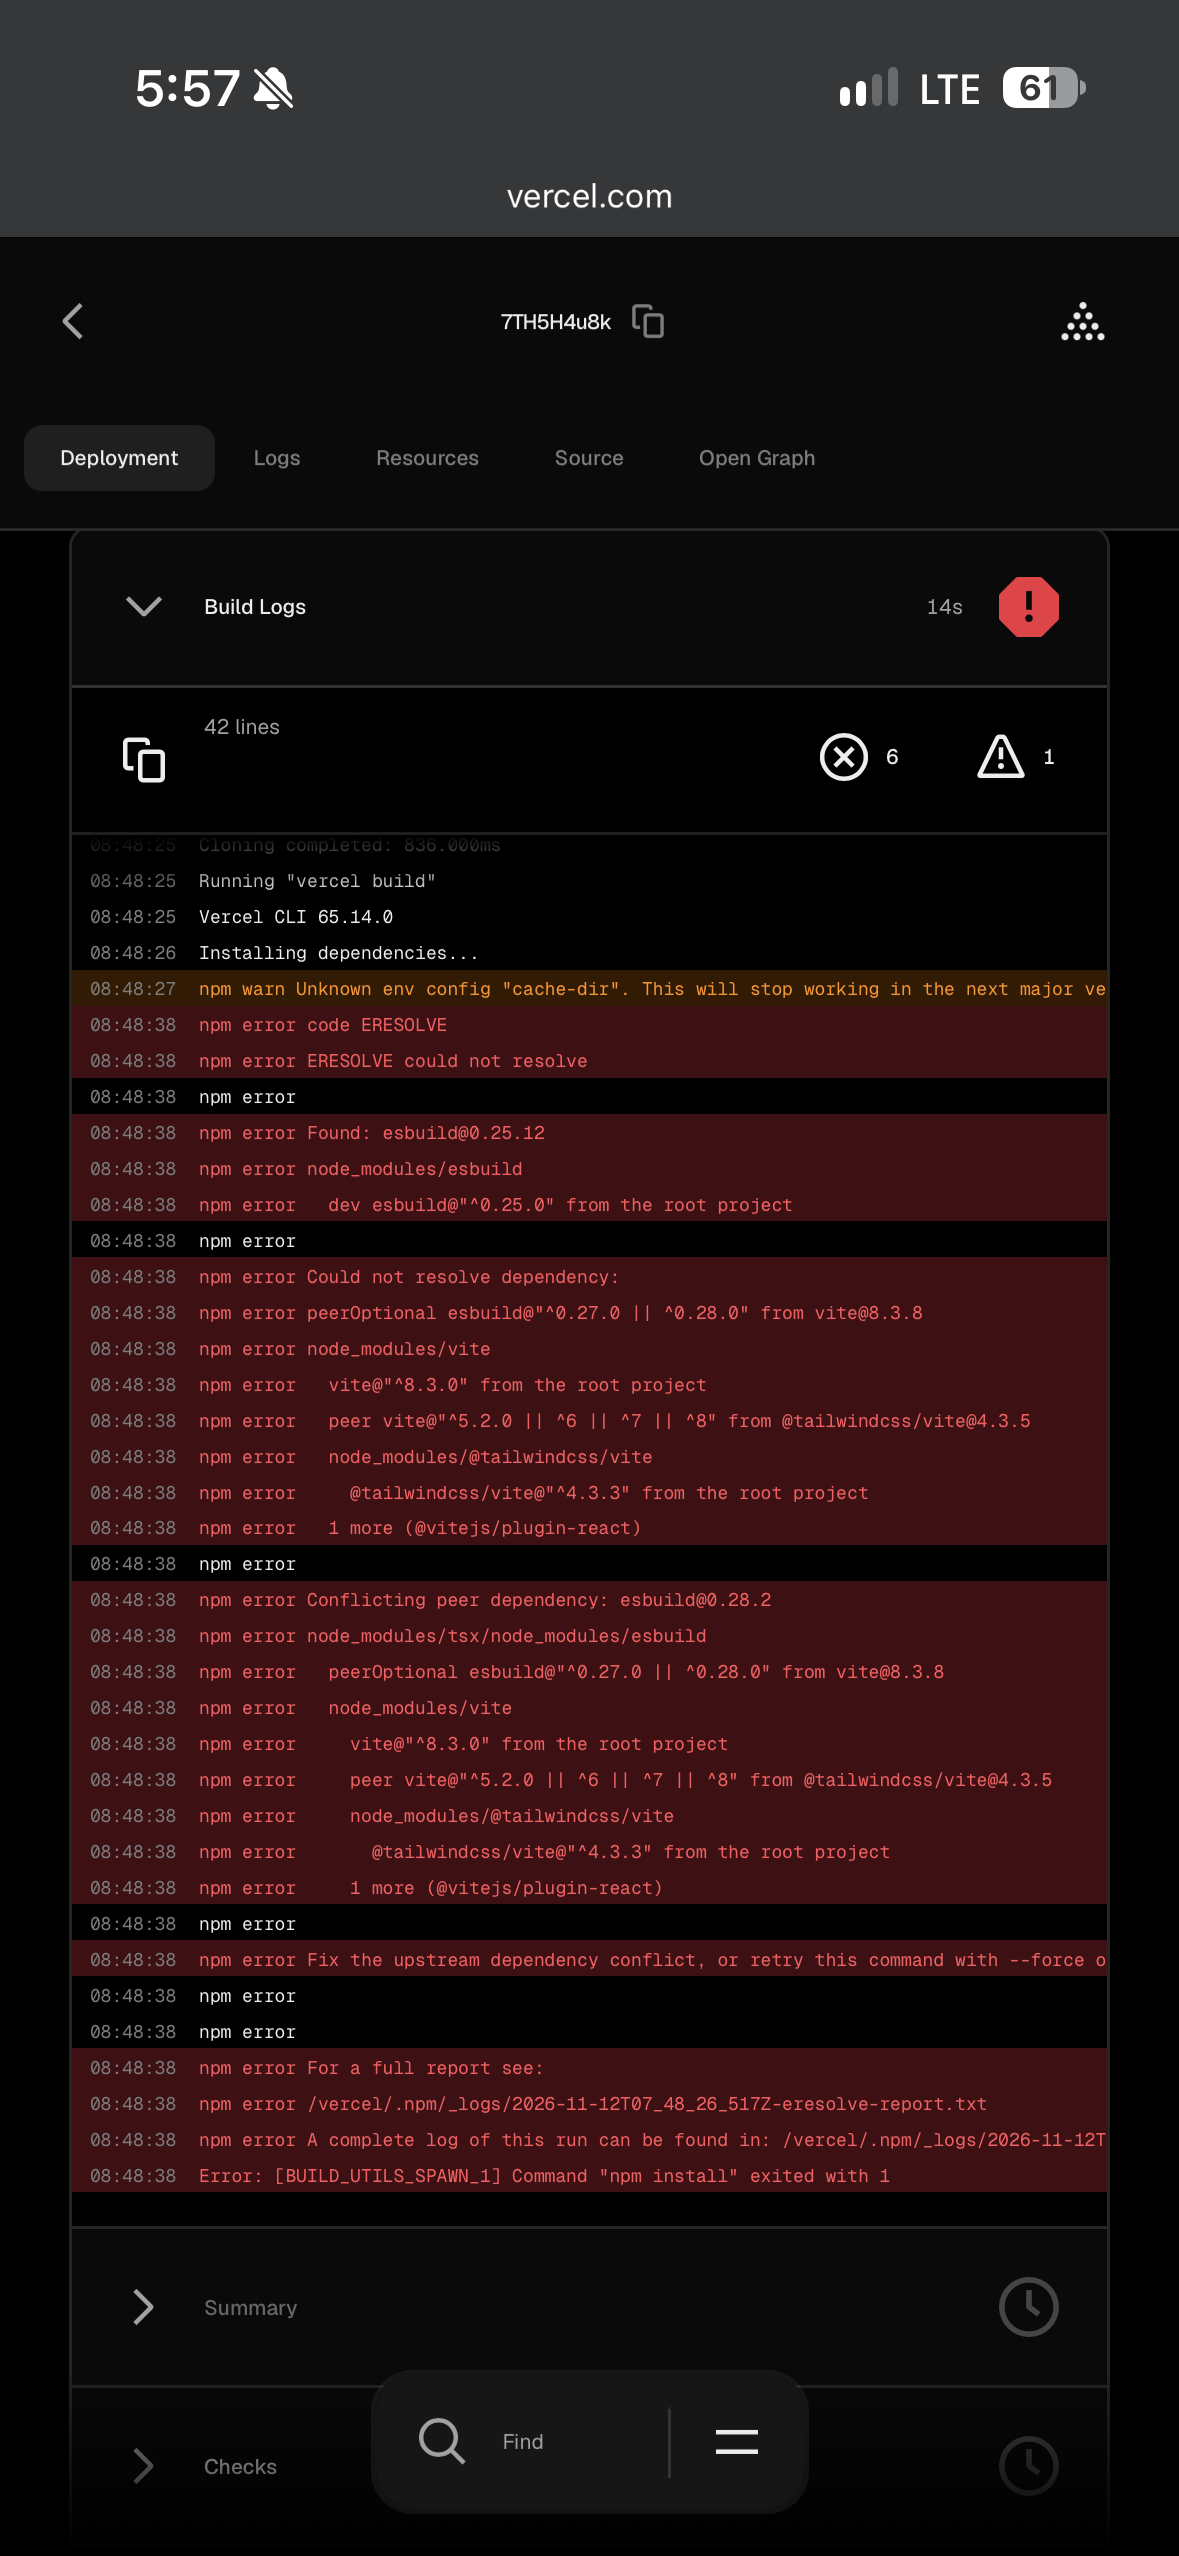 5:57
LTE
61
vercel.com
7TH5H4u8k
Deployment
Logs
Resources
Source
Open Graph
Build Logs
14s
42 lines
6
1
08:48:25 Cloning completed: 836.000ms
08:48:25 Running "vercel build"
08:48:25 Vercel CLI 65.14.0
08:48:26 Installing dependencies...
08:48:27 npm warn Unknown env config "cache-dir". This will stop working in the next major ve
08:48:38 npm error code ERESOLVE
08:48:38 npm error ERESOLVE could not resolve
08:48:38 npm error
08:48:38 npm error Found: esbuild@0.25.12
08:48:38 npm error node_modules/esbuild
08:48:38 npm error   dev esbuild@"^0.25.0" from the root project
08:48:38 npm error
08:48:38 npm error Could not resolve dependency:
08:48:38 npm error peerOptional esbuild@"^0.27.0 || ^0.28.0" from vite@8.3.8
08:48:38 npm error node_modules/vite
08:48:38 npm error   vite@"^8.3.0" from the root project
08:48:38 npm error   peer vite@"^5.2.0 || ^6 || ^7 || ^8" from @tailwindcss/vite@4.3.5
08:48:38 npm error   node_modules/@tailwindcss/vite
08:48:38 npm error     @tailwindcss/vite@"^4.3.3" from the root project
08:48:38 npm error   1 more (@vitejs/plugin-react)
08:48:38 npm error
08:48:38 npm error Conflicting peer dependency: esbuild@0.28.2
08:48:38 npm error node_modules/tsx/node_modules/esbuild
08:48:38 npm error   peerOptional esbuild@"^0.27.0 || ^0.28.0" from vite@8.3.8
08:48:38 npm error   node_modules/vite
08:48:38 npm error     vite@"^8.3.0" from the root project
08:48:38 npm error     peer vite@"^5.2.0 || ^6 || ^7 || ^8" from @tailwindcss/vite@4.3.5
08:48:38 npm error     node_modules/@tailwindcss/vite
08:48:38 npm error       @tailwindcss/vite@"^4.3.3" from the root project
08:48:38 npm error     1 more (@vitejs/plugin-react)
08:48:38 npm error
08:48:38 npm error Fix the upstream dependency conflict, or retry this command with --force o
08:48:38 npm error
08:48:38 npm error
08:48:38 npm error For a full report see:
08:48:38 npm error /vercel/.npm/_logs/2026-11-12T07_48_26_517Z-eresolve-report.txt
08:48:38 npm error A complete log of this run can be found in: /vercel/.npm/_logs/2026-11-12T
08:48:38 Error: [BUILD_UTILS_SPAWN_1] Command "npm install" exited with 1
Summary
Find
Checks